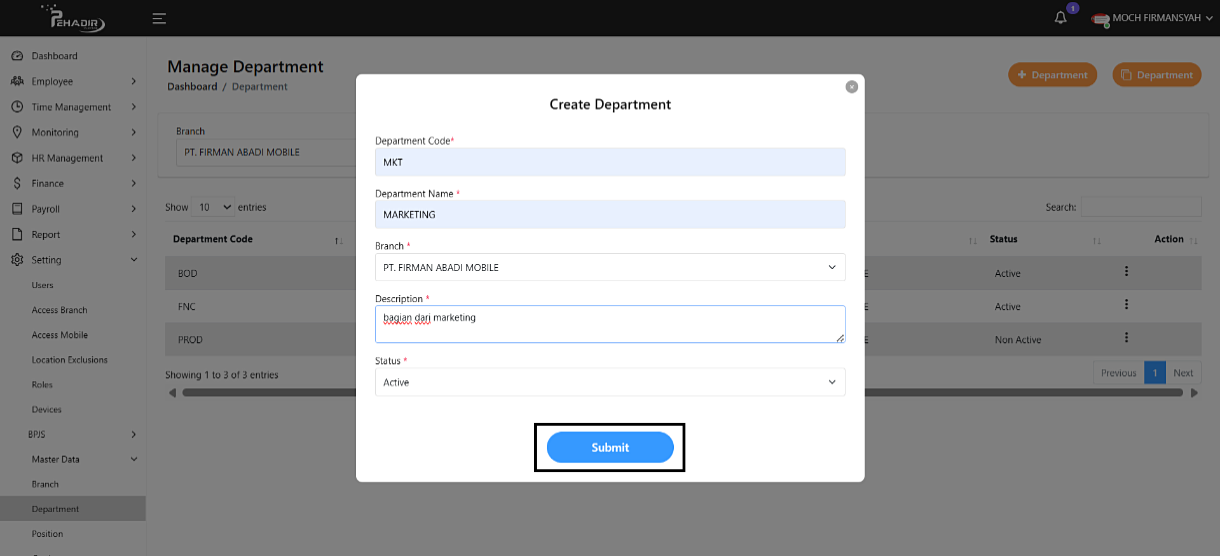 PEHADIR
1
MOCH FIRMANSYAH
Dashboard
Employee
Time Management
Monitoring
HR Management
Finance
Payroll
Report
Setting
Users
Access Branch
Access Mobile
Location Exclusions
Roles
Devices
BPJS
Master Data
Branch
Department
Position
Manage Department
Dashboard / Department
+ Department
Department
Branch
PT. FIRMAN ABADI MOBILE
Show 10 entries
Search:
Department Code
Status
Action
BOD
E
Active
FNC
E
Active
PROD
E
Non Active
Showing 1 to 3 of 3 entries
Previous 1 Next
Create Department
Department Code*
MKT
Department Name *
MARKETING
Branch *
PT. FIRMAN ABADI MOBILE
Description *
bagian dari marketing
Status *
Active
Submit